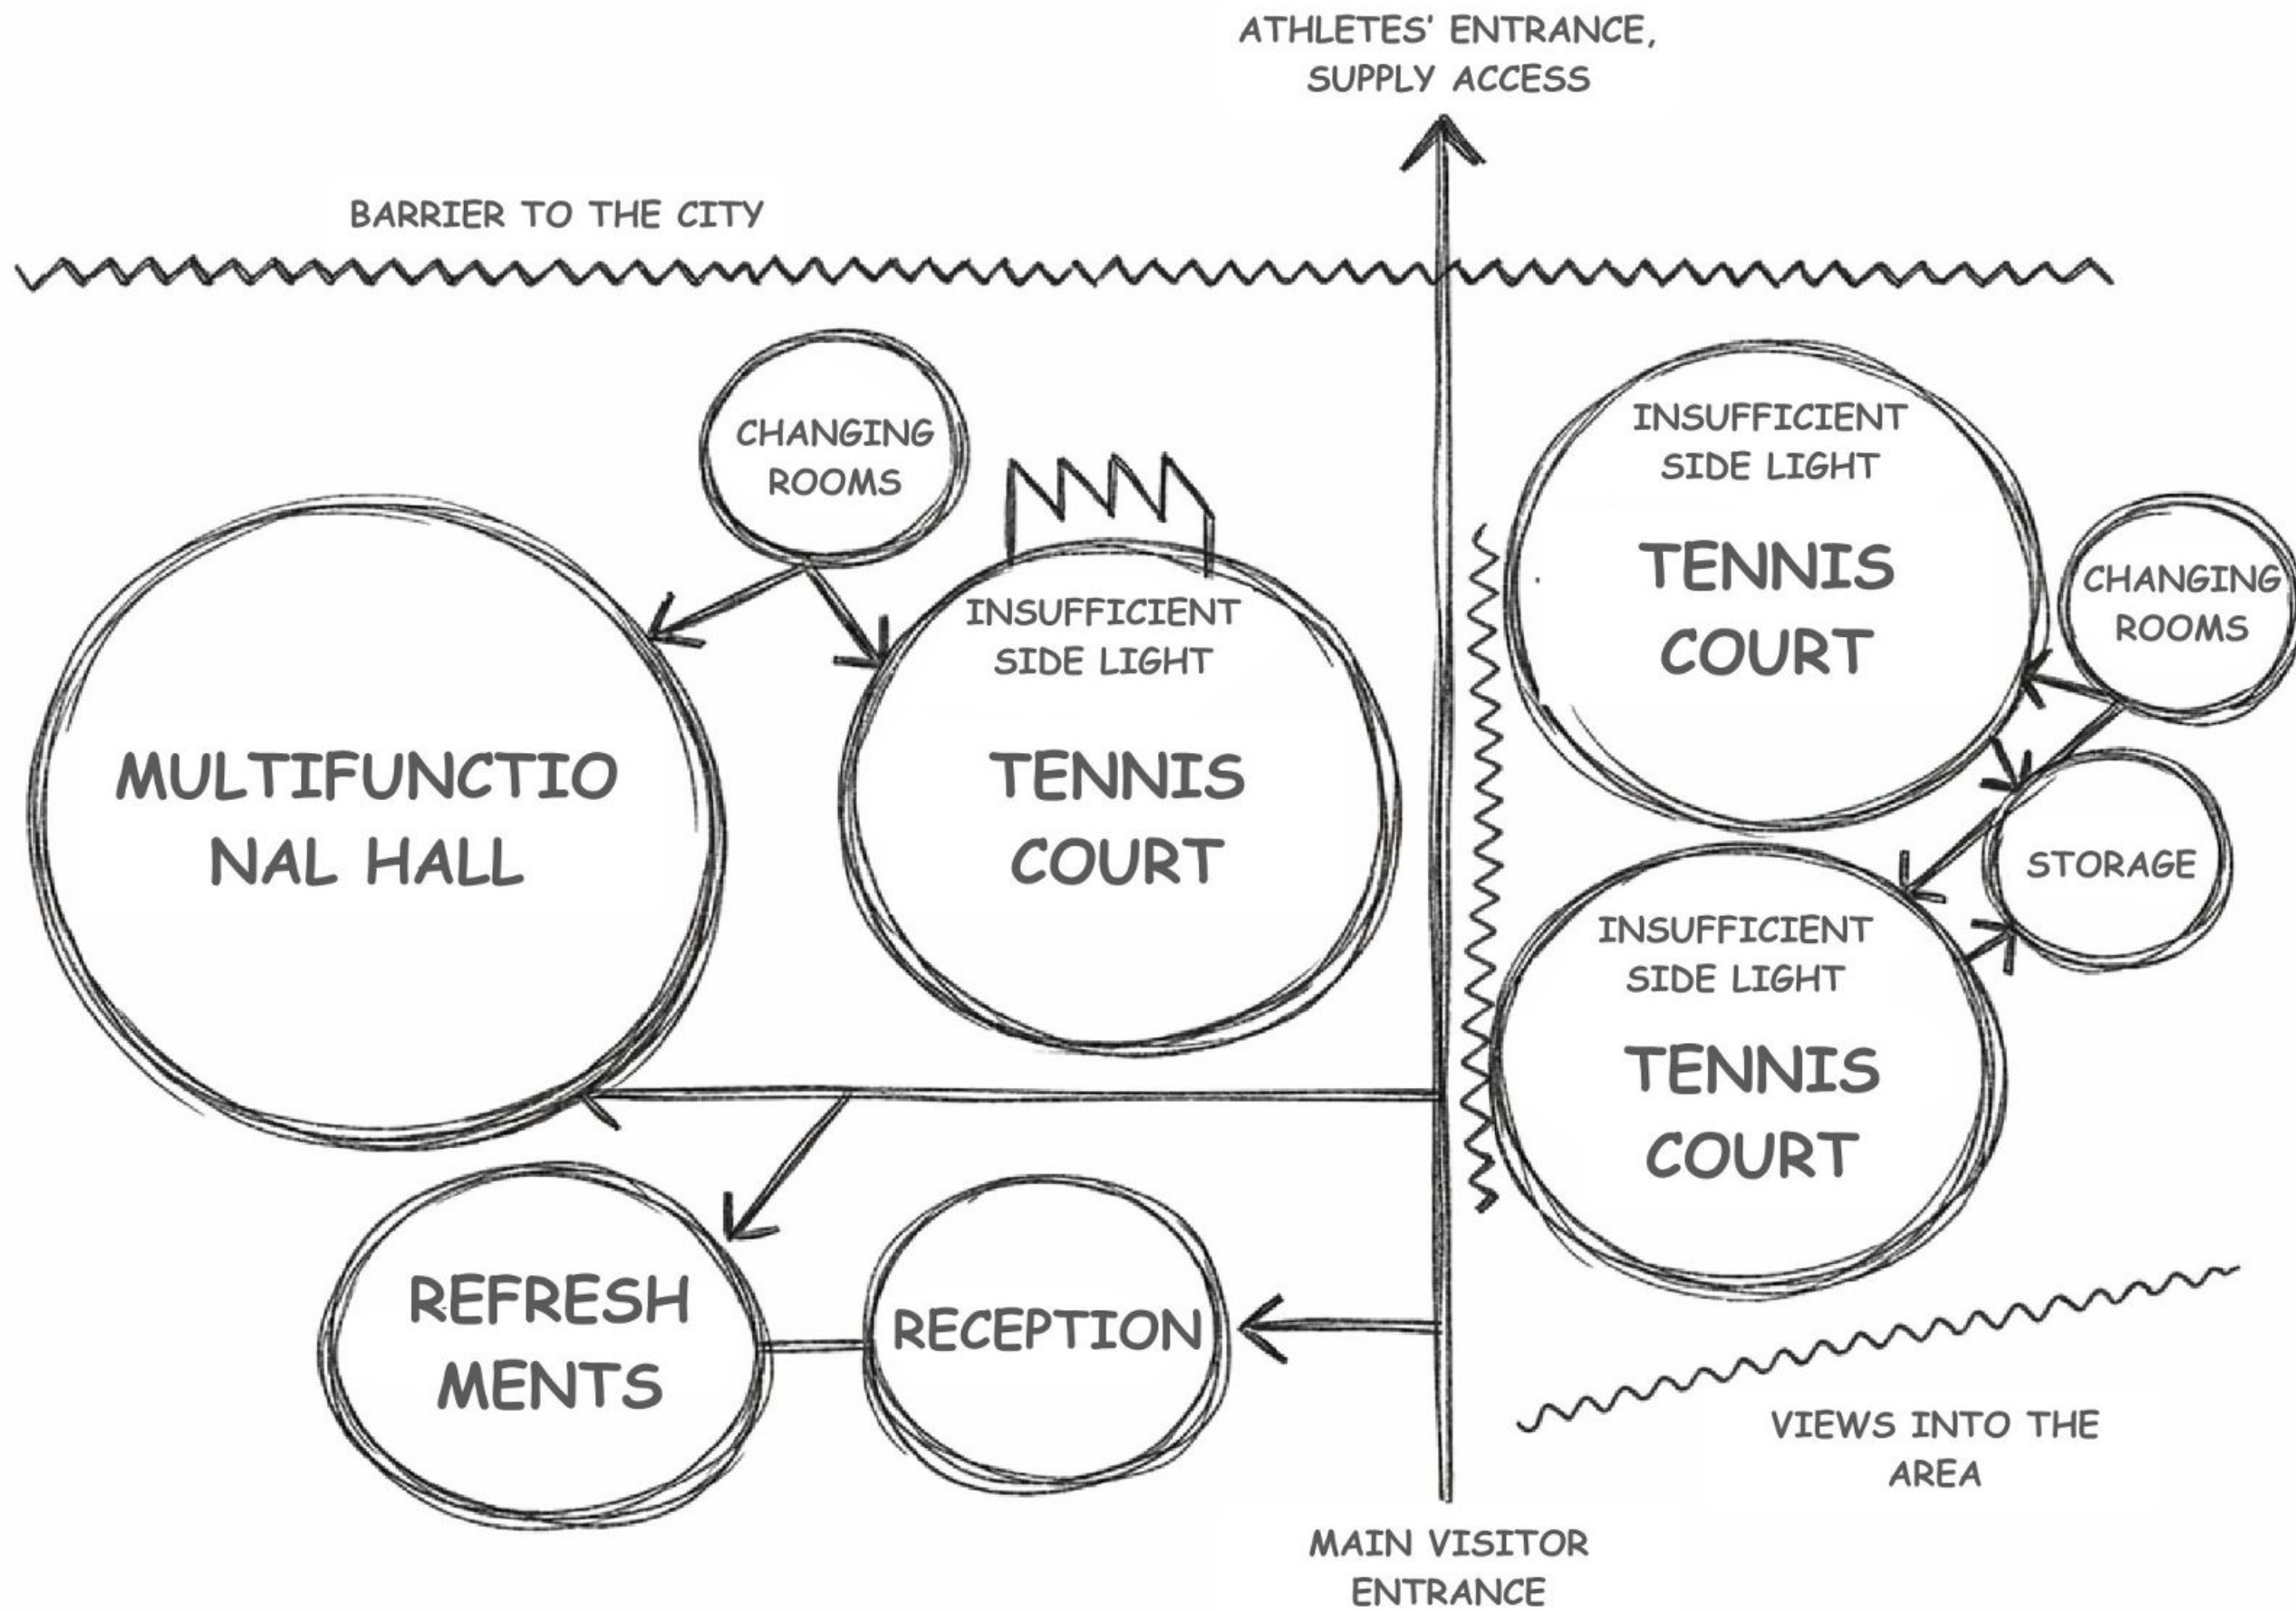 ATHLETES' ENTRANCE,
SUPPLY ACCESS
BARRIER TO THE CITY
CHANGING
ROOMS
INSUFFICIENT
SIDE LIGHT
TENNIS
COURT
CHANGING
ROOMS
INSUFFICIENT
SIDE LIGHT
TENNIS
COURT
MULTIFUNCTIO
NAL HALL
STORAGE
INSUFFICIENT
SIDE LIGHT
TENNIS
COURT
REFRESH
MENTS
RECEPTION
VIEWS INTO THE
AREA
MAIN VISITOR
ENTRANCE